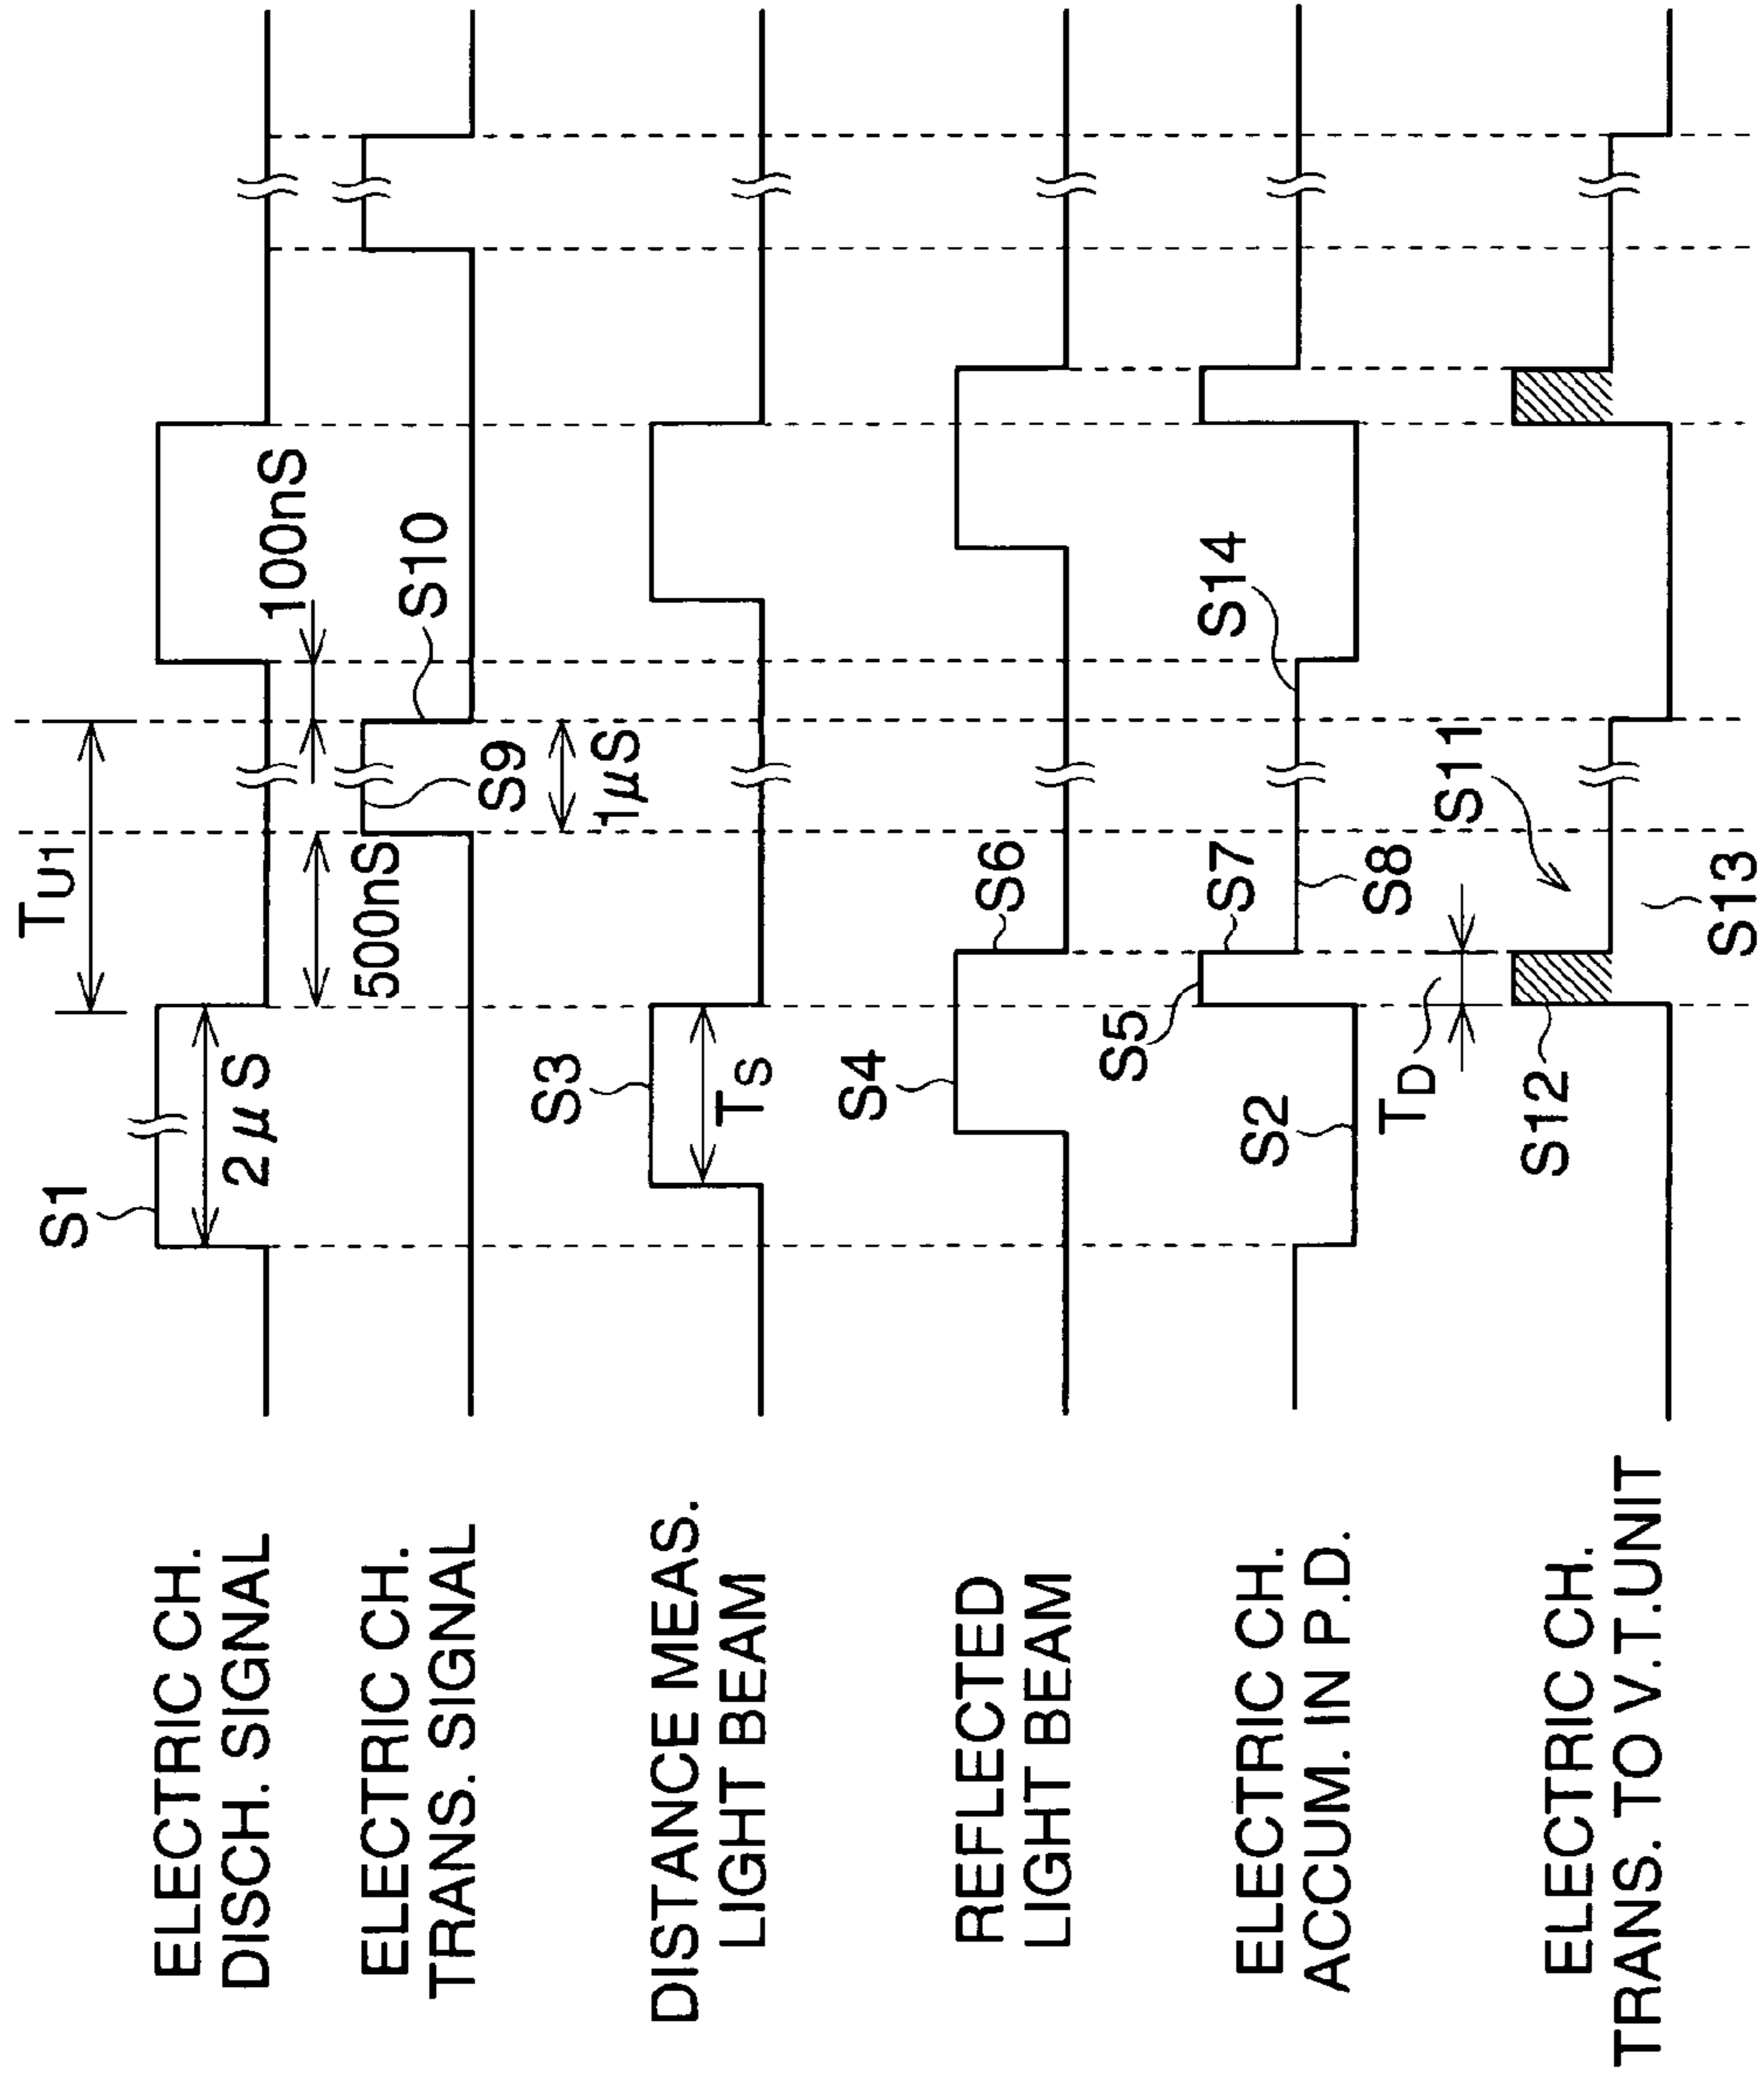 ELECTRIC CH.
DISCH. SIGNAL
ELECTRIC CH.
TRANS. SIGNAL
DISTANCE MEAS.
LIGHT BEAM
REFLECTED
LIGHT BEAM
ELECTRIC CH.
ACCUM. IN P.D.
ELECTRIC CH.
TRANS. TO V.T.UNIT
TU1
S1
2μS
500nS
100nS
S9
S10
1μS
S3
TS
S4
S6
S5
S7
S2
S8
S14
TD
S11
S12
S13